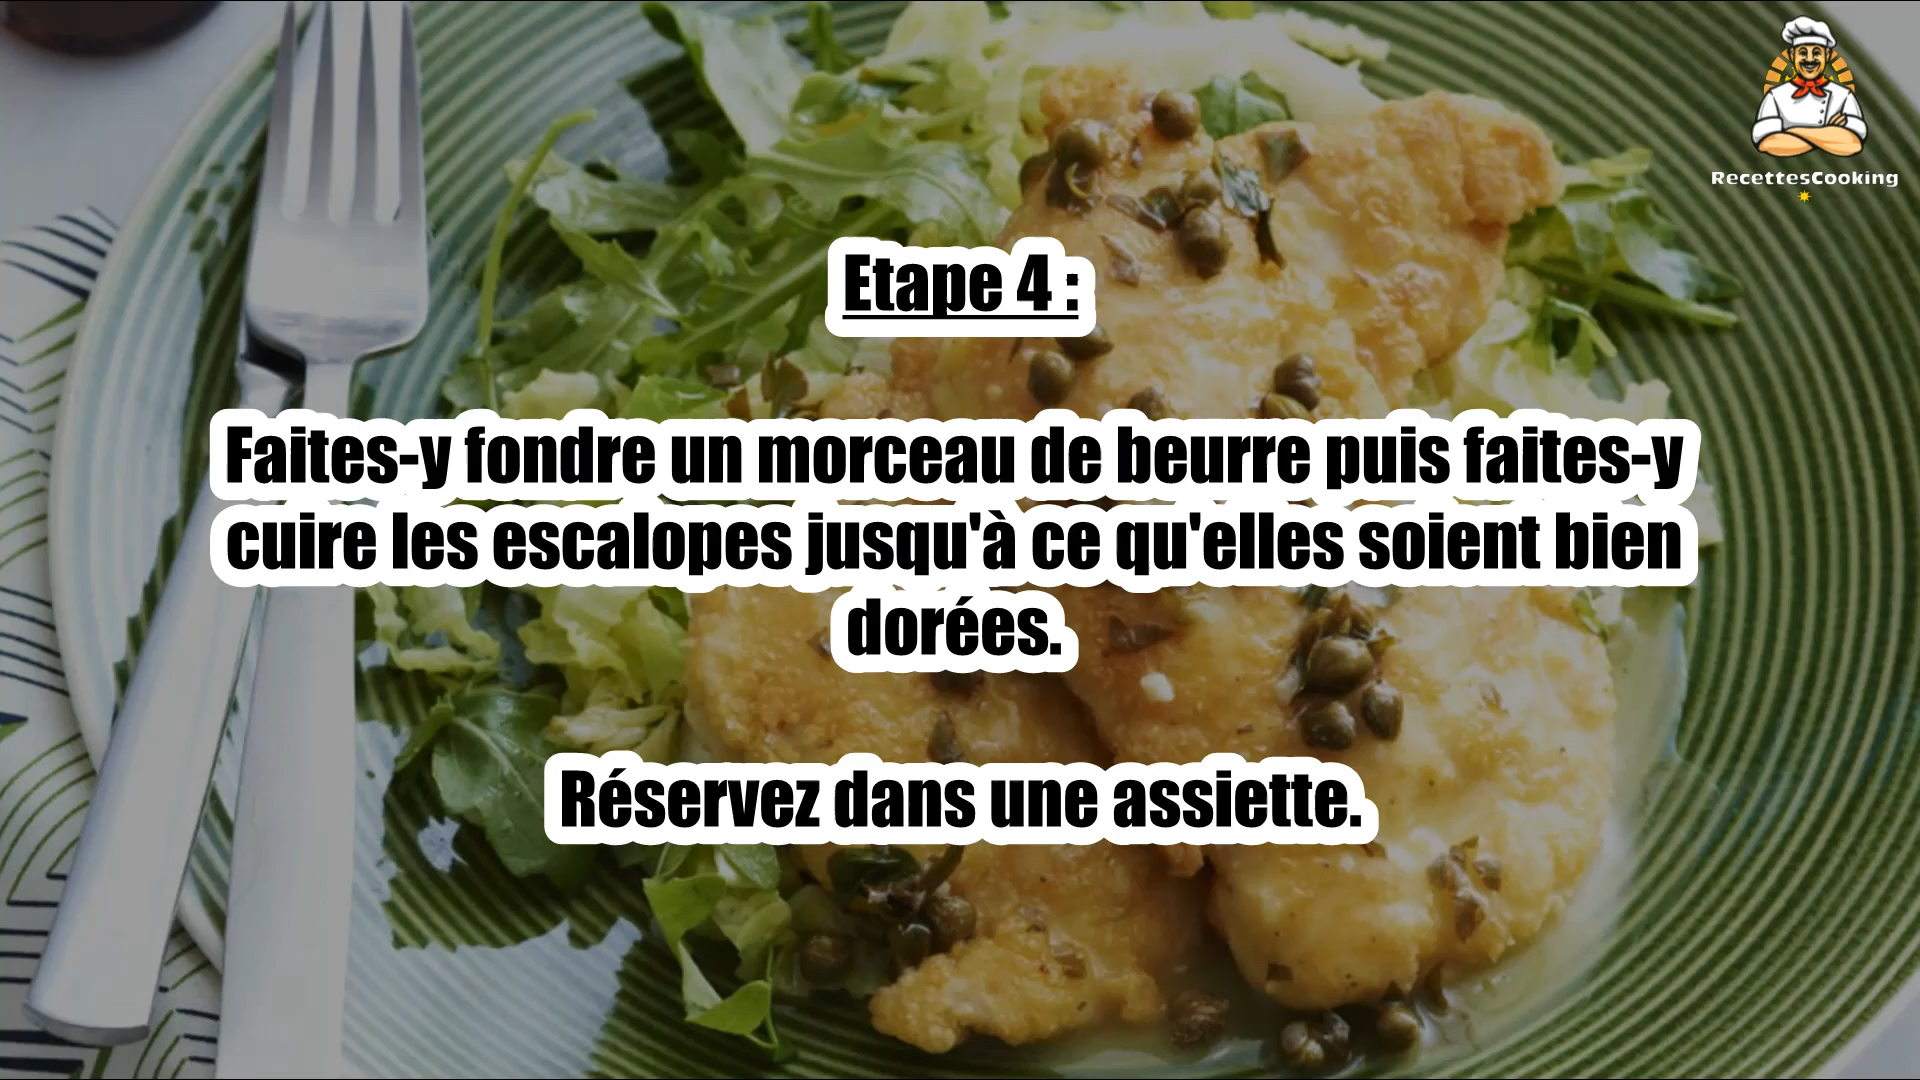 RecettesCooking
Etape 4 :
Faites-y fondre un morceau de beurre puis faites-y
cuire les escalopes jusqu'à ce qu'elles soient bien
dorées.
Réservez dans une assiette.